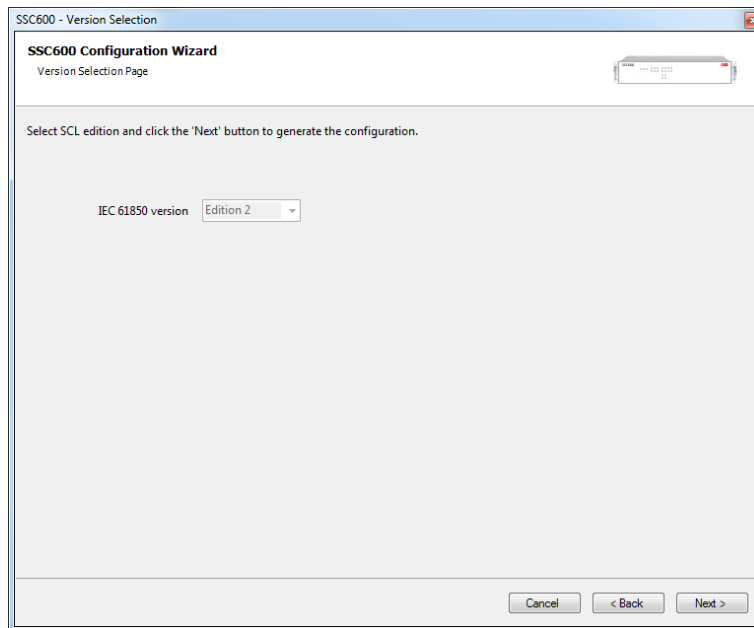 SSC600 - Version Selection
SSC600 Configuration Wizard
Version Selection Page
Select SCL edition and click the 'Next' button to generate the configuration.
IEC 61850 version Edition 2
Cancel < Back Next >